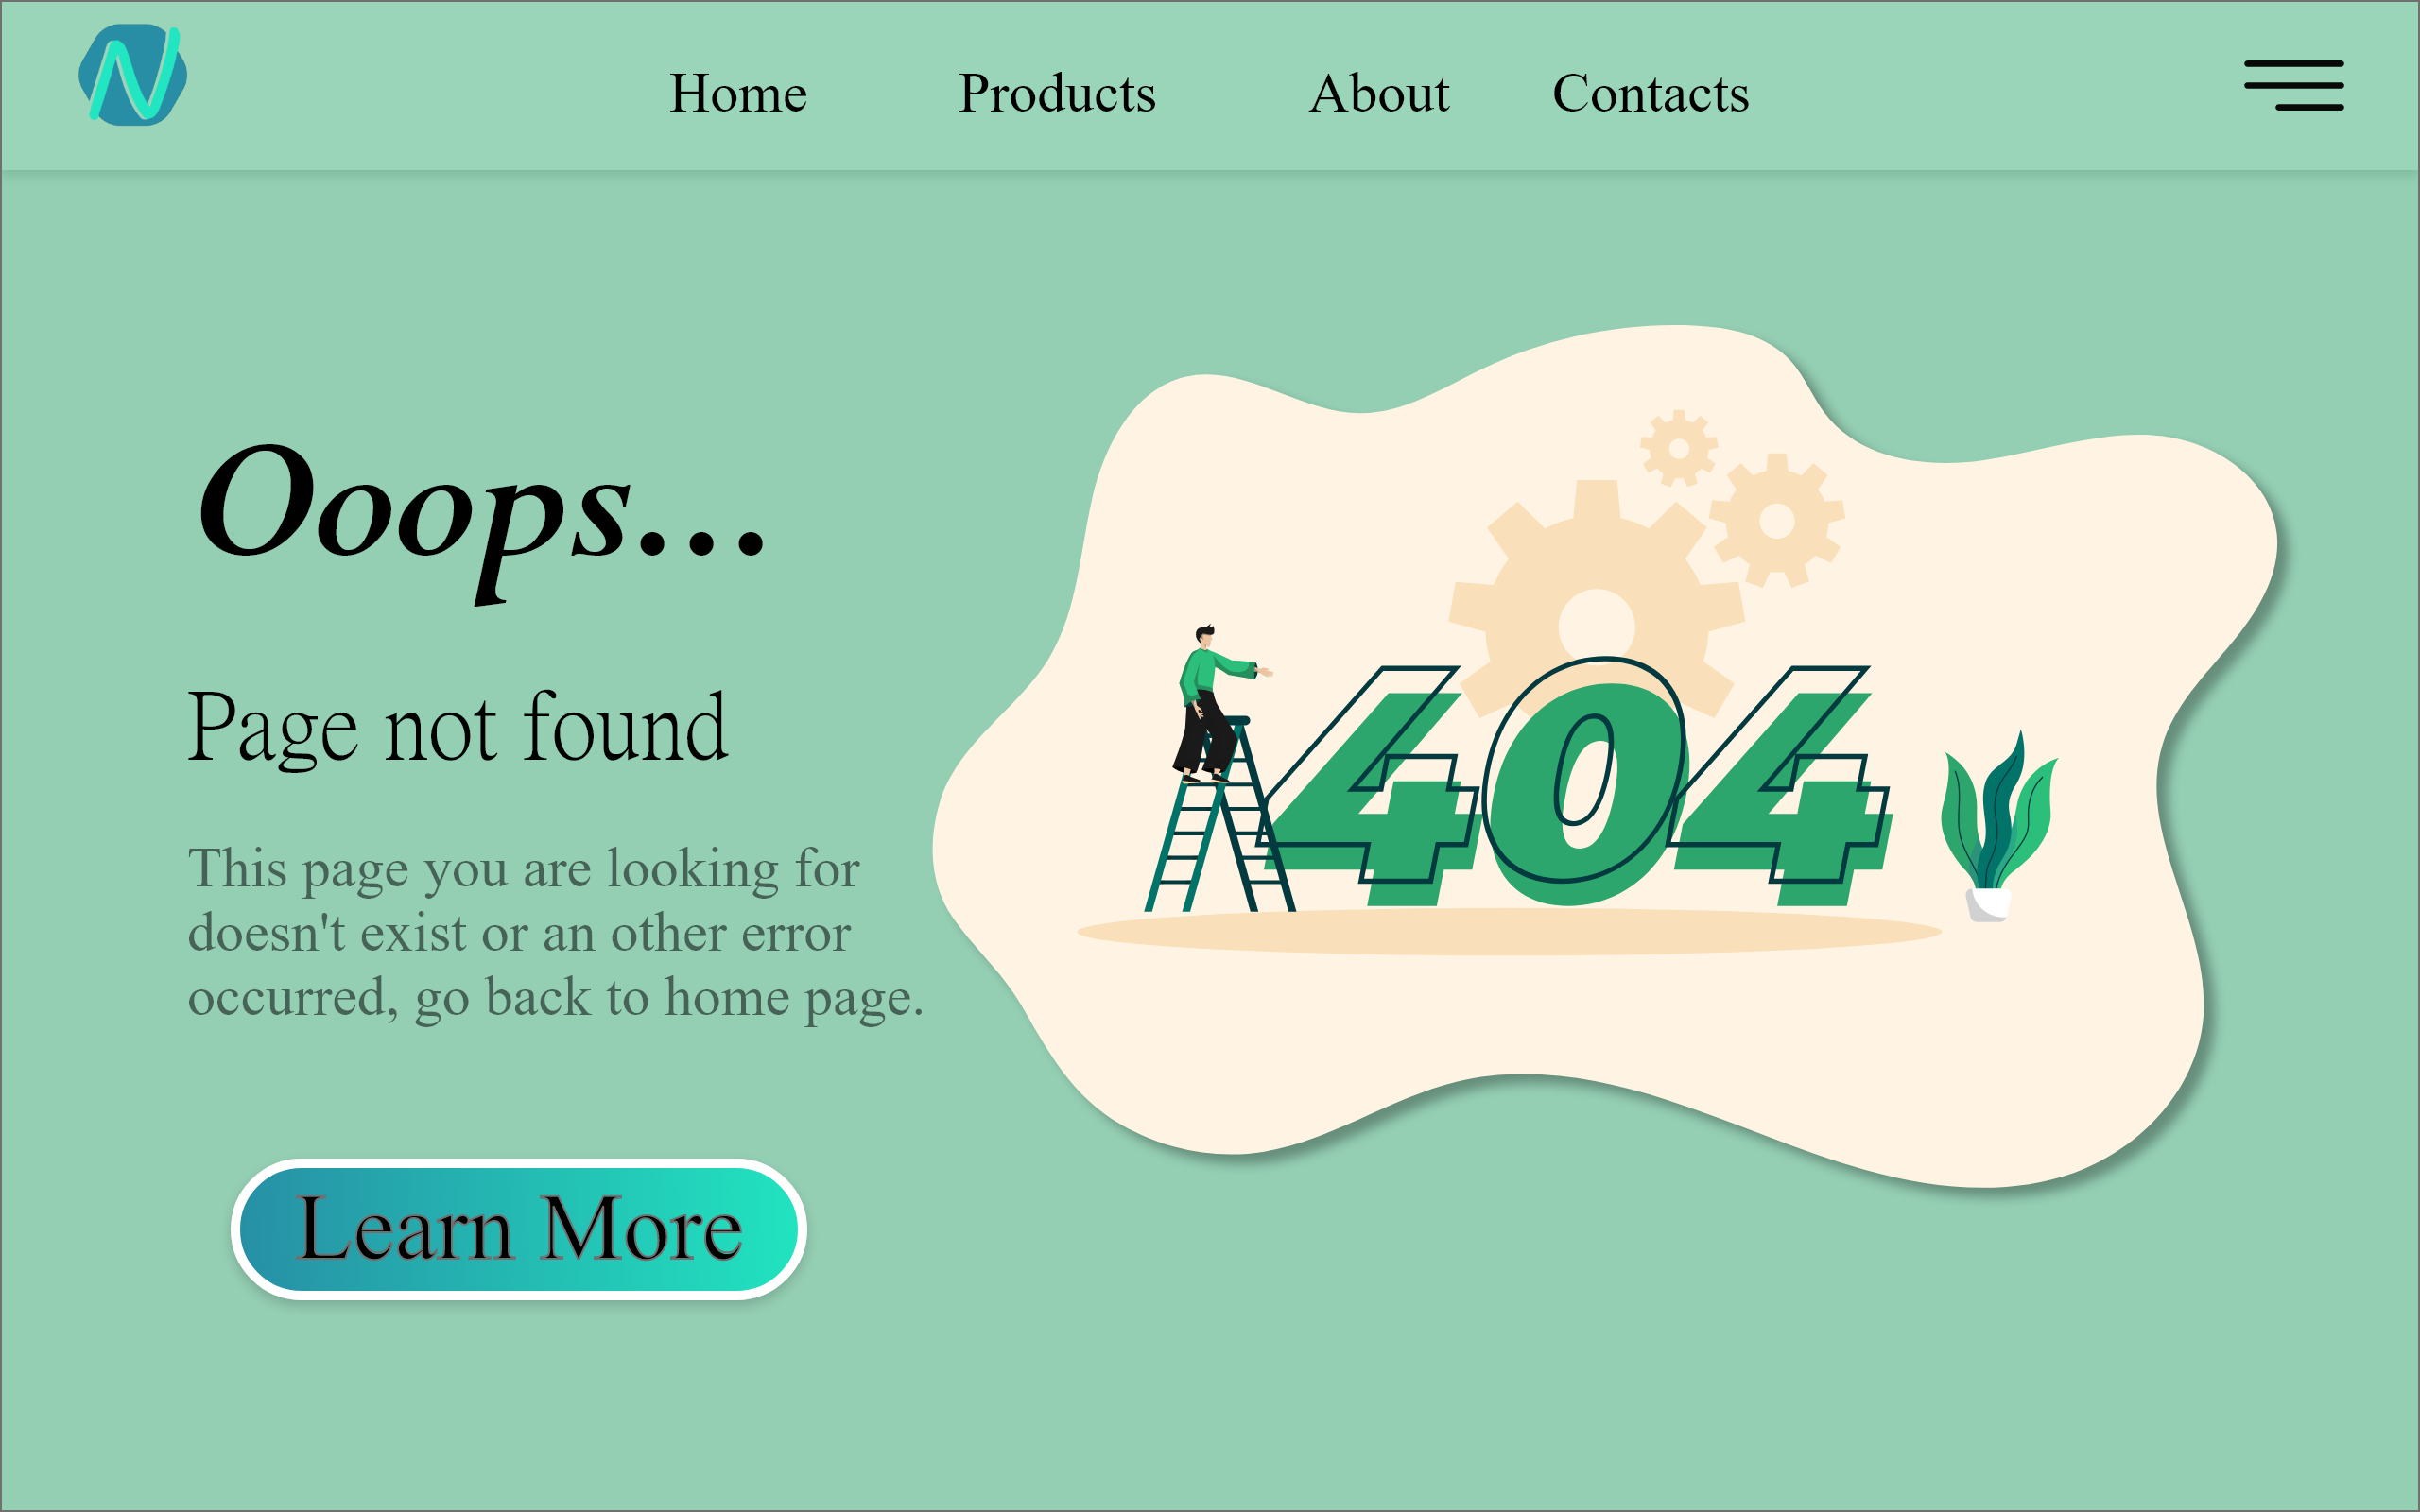 N
Home Products About Contacts
Ooops...
Page not found
This page you are looking for
doesn't exist or an other error
occurred, go back to home page.
404
Learn More